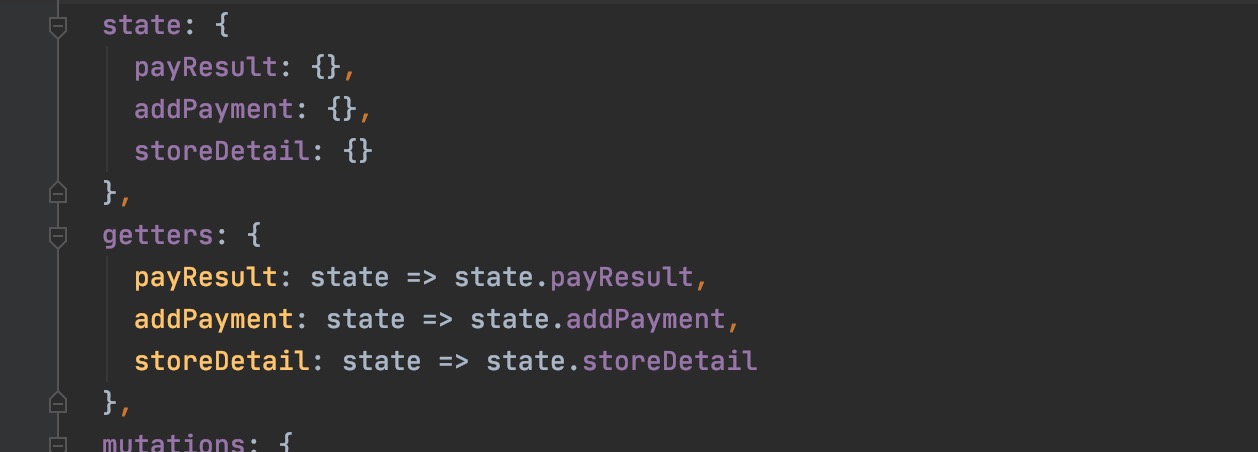 state: {
  payResult: {},
  addPayment: {},
  storeDetail: {}
},
getters: {
  payResult: state => state.payResult,
  addPayment: state => state.addPayment,
  storeDetail: state => state.storeDetail
},
mutations: {